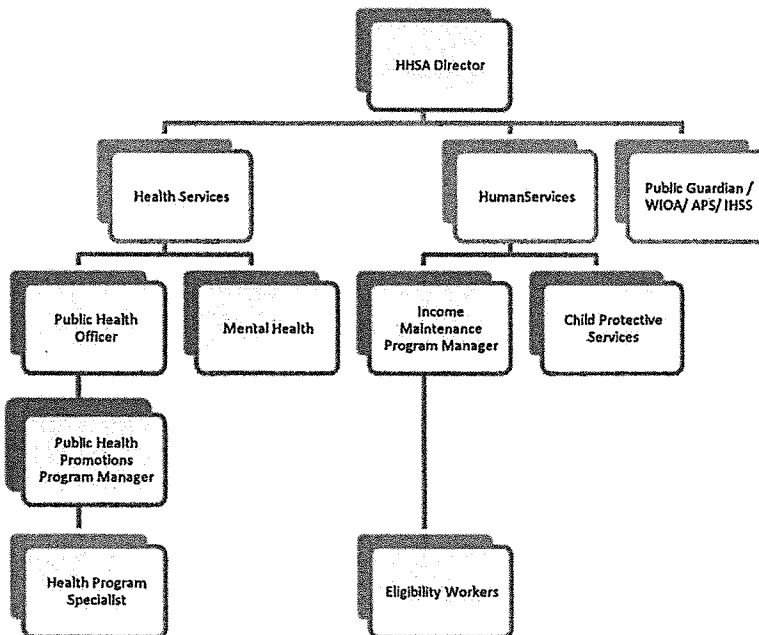 HHSA Director
Health Services
HumanServices
Public Guardian /
WIOA/ APS/ IHSS
Public Health
Officer
Mental Health
Income
Maintenance
Program Manager
Child Protective
Services
Public Health
Promotions
Program Manager
Health Program
Specialist
Eligibility Workers